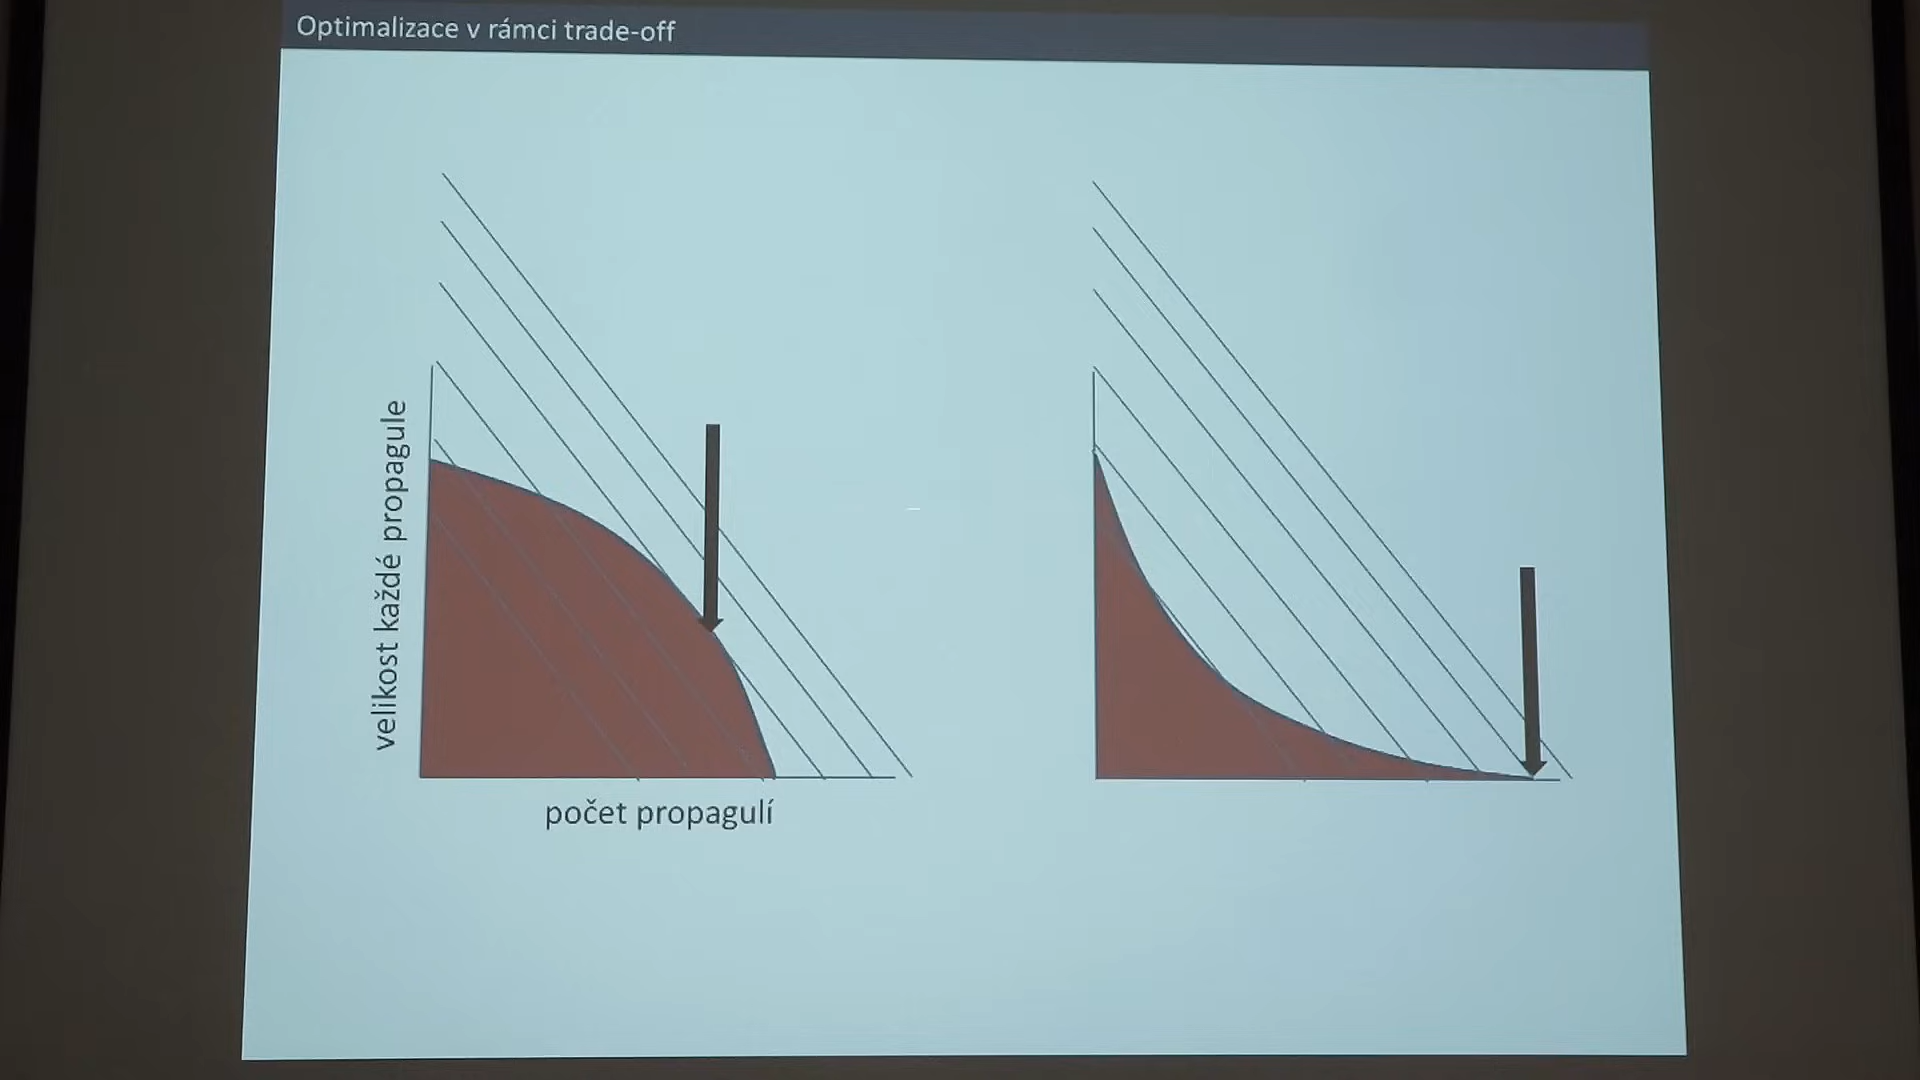 Optimalizace v rámci trade-off
velikost každé propagule
počet propagulí